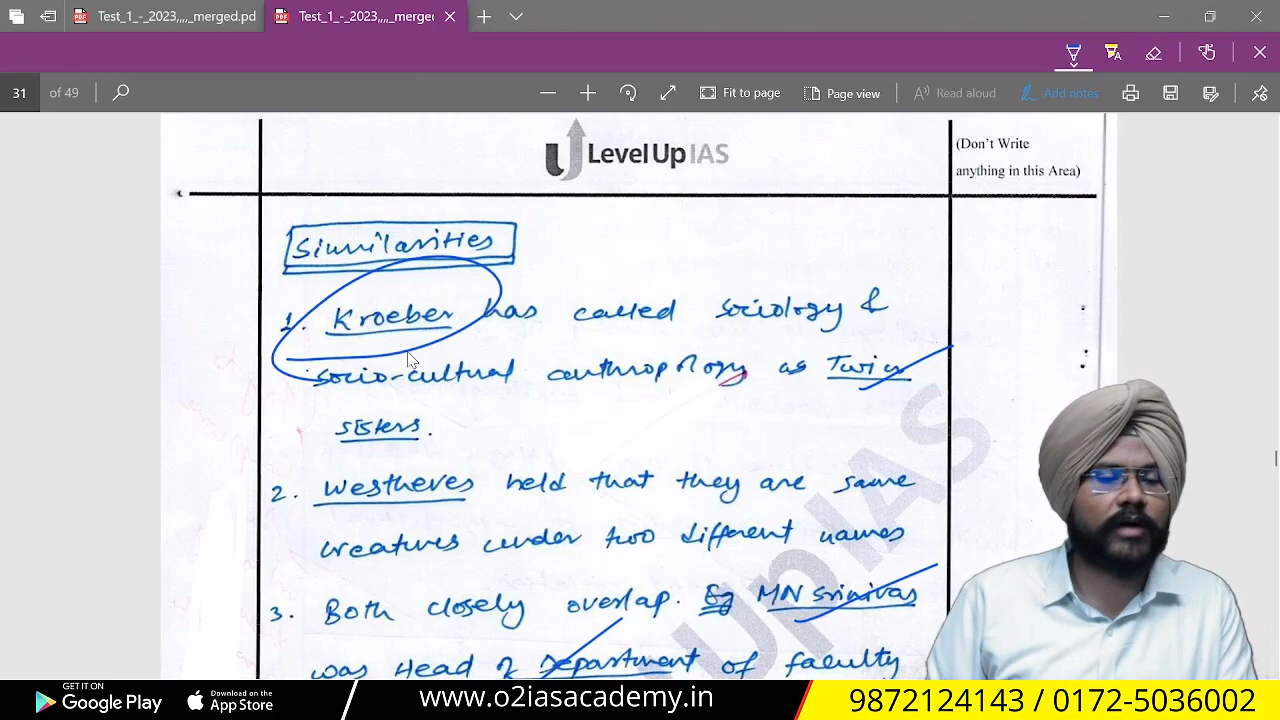 Test_1_-_2023,,,,_merged.pd
Test_1_-_2023,,,,_merged
31 of 49
Fit to page
Page view
Read aloud
Add notes
Level Up IAS
(Don't Write
anything in this Area)
Similarities
1. Kroeber has called sociology &
socio-cultural anthropology as Twin
sisters.
2. Westheves held that they are same
creatures under two different names
3. Both closely overlap. Eg MN Srinivas
was Head of Department of faculty
UpIAS
GET IT ON
Google Play
Download on the
App Store
www.o2iasacademy.in
9872124143 / 0172-5036002